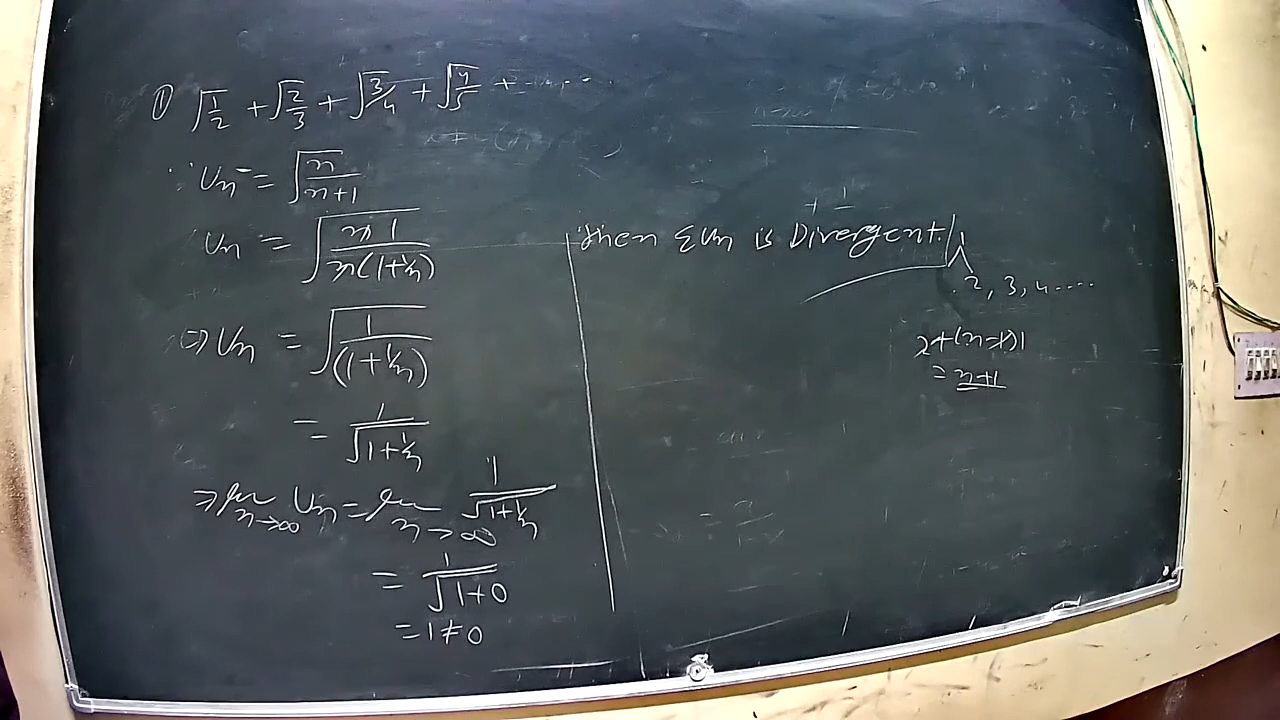 ① √(1/2) + √(2/3) + √(3/4) + √(4/5) + ------
∵ Un = √(n/(n+1))
Un = √(n·1/(n(1+1/n)))
⇒ Un = √(1/(1+1/n))
= 1/√(1+1/n)
⇒ lim n→∞ Un = lim n→∞ 1/√(1+1/n)
= 1/√(1+0)
= 1 ≠ 0
then ΣUn is Divergent.
2, 3, 4 ....
2+(n-1)1
= n+1